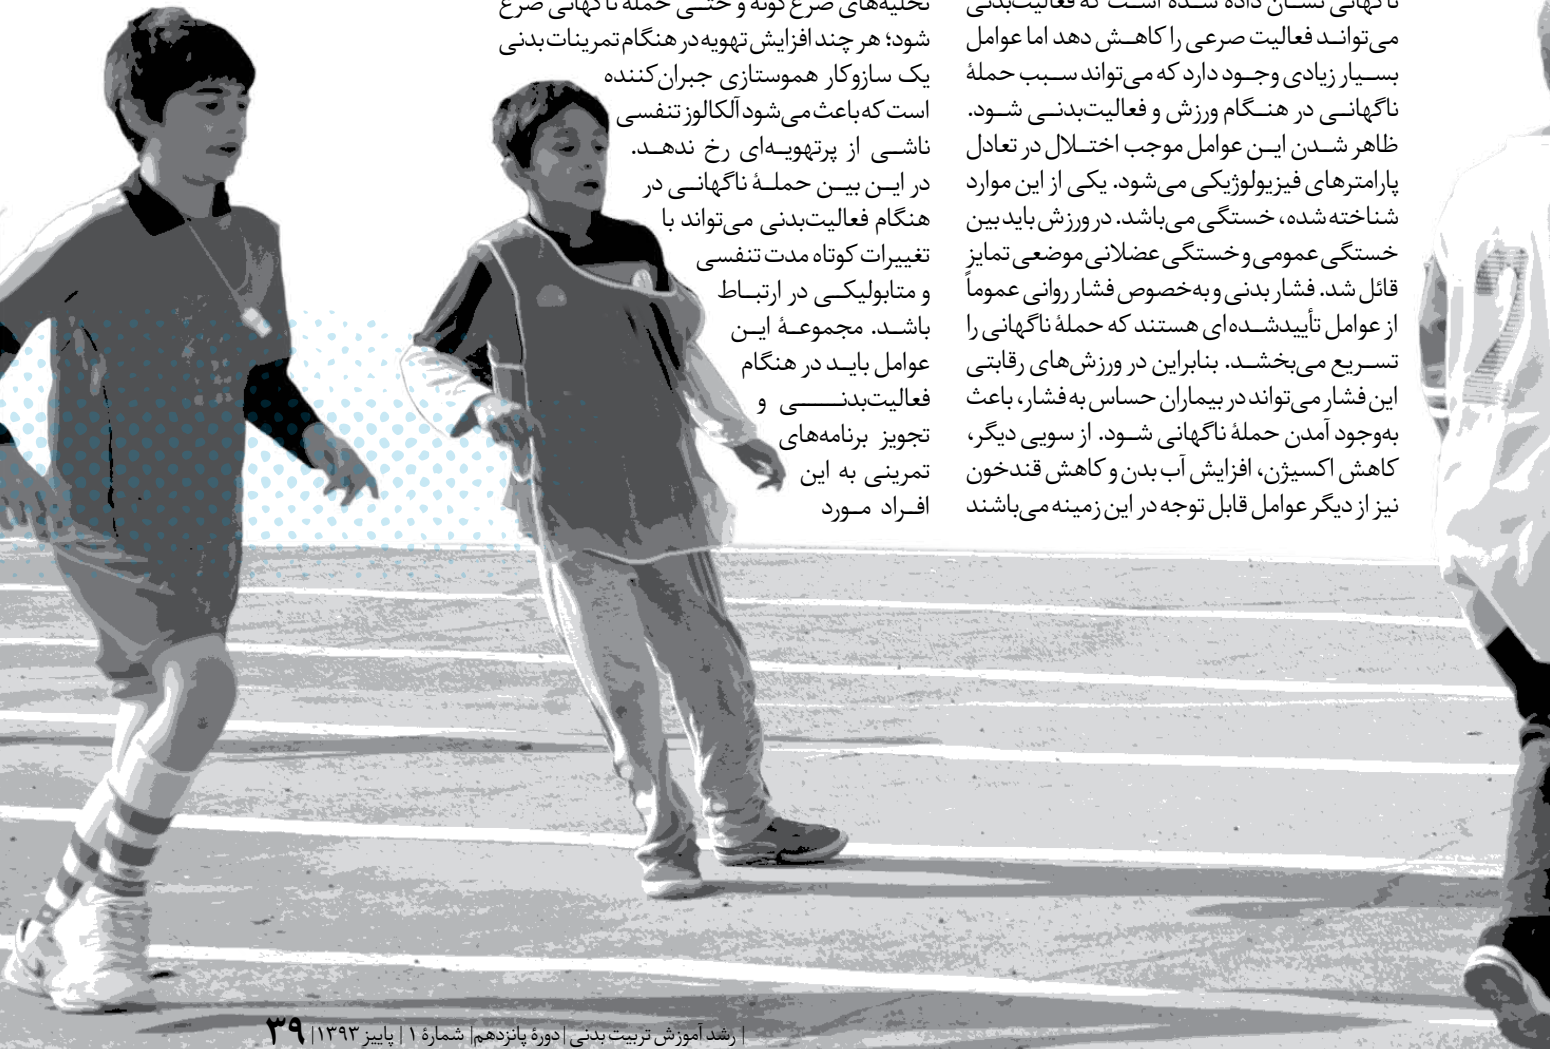 ناگهانی نشان داده شده است که فعالیت‌بدنی
می‌تواند فعالیت صرعی را کاهش دهد اما عوامل
بسیار زیادی وجود دارد که می‌تواند سبب حملهٔ
ناگهانی در هنگام ورزش و فعالیت‌بدنی شود.
ظاهر شدن این عوامل موجب اختلال در تعادل
پارامترهای فیزیولوژیکی می‌شود. یکی از این موارد
شناخته‌شده، خستگی می‌باشد. در ورزش باید بین
خستگی عمومی و خستگی عضلانی موضعی تمایز
قائل شد. فشار بدنی و به‌خصوص فشار روانی عموماً
از عوامل تأییدشده‌ای هستند که حملهٔ ناگهانی را
تسریع می‌بخشد. بنابراین در ورزش‌های رقابتی
این فشار می‌تواند در بیماران حساس به فشار، باعث
به‌وجود آمدن حملهٔ ناگهانی شود. از سویی دیگر،
کاهش اکسیژن، افزایش آب بدن و کاهش قندخون
نیز از دیگر عوامل قابل توجه در این زمینه می‌باشند
تخلیه‌های صرع گونه و حتی حملهٔ ناگهانی صرع
شود؛ هر چند افزایش تهویه در هنگام تمرینات بدنی
یک سازوکار هموستازی جبران‌کننده
است که باعث می‌شود آلکالوز تنفسی
ناشی از پرتهویه‌ای رخ ندهد.
در این بین حملهٔ ناگهانی در
هنگام فعالیت‌بدنی می‌تواند با
تغییرات کوتاه مدت تنفسی
و متابولیکی در ارتباط
باشد. مجموعهٔ این
عوامل باید در هنگام
فعالیت‌بدنی و
تجویز برنامه‌های
تمرینی به این
افراد مورد
2
| رشد آموزش تربیت بدنی | دورهٔ پانزدهم | شمارهٔ ۱ | پاییز ۱۳۹۳ | ۳۹